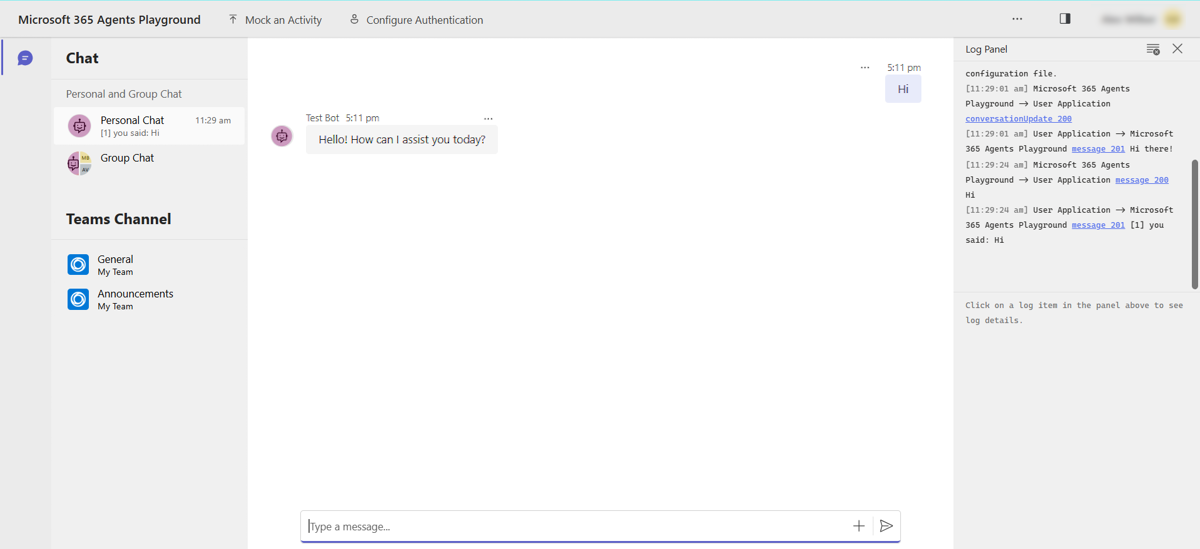 Microsoft 365 Agents Playground
Mock an Activity
Configure Authentication
Chat
Personal and Group Chat
Personal Chat 11:29 am
[1] you said: Hi
MB
AV
Group Chat
Teams Channel
General
My Team
Announcements
My Team
5:11 pm
Hi
Test Bot 5:11 pm
Hello! How can I assist you today?
Type a message...
Log Panel
configuration file.
[11:29:01 am] Microsoft 365 Agents
Playground → User Application
conversationUpdate 200
[11:29:01 am] User Application → Microsoft
365 Agents Playground message 201 Hi there!
[11:29:24 am] Microsoft 365 Agents
Playground → User Application message 200
Hi
[11:29:24 am] User Application → Microsoft
365 Agents Playground message 201 [1] you
said: Hi
Click on a log item in the panel above to see
log details.